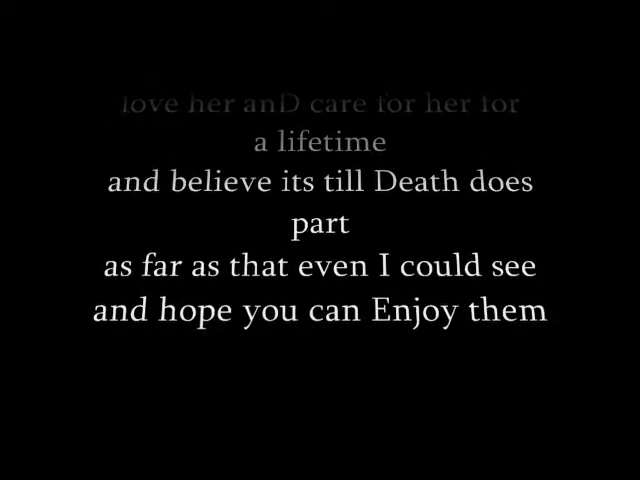 love her anD care for her for
a lifetime
and believe its till Death does
part
as far as that even I could see
and hope you can Enjoy them